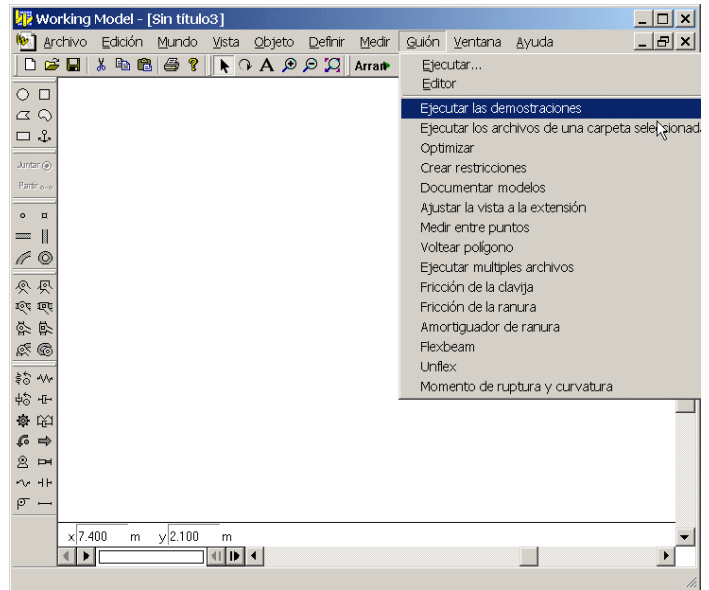 Working Model - [Sin título3]
Archivo Edición Mundo Vista Objeto Definir Medir Guión Ventana Ayuda
A Arran
Ejecutar...
Editor
Ejecutar las demostraciones
Ejecutar los archivos de una carpeta seleccionad
Optimizar
Crear restricciones
Documentar modelos
Ajustar la vista a la extensión
Medir entre puntos
Voltear polígono
Ejecutar multiples archivos
Fricción de la clavija
Fricción de la ranura
Amortiguador de ranura
Flexbeam
Unflex
Momento de ruptura y curvatura
Juntar
Partir
x 7.400 m y 2.100 m